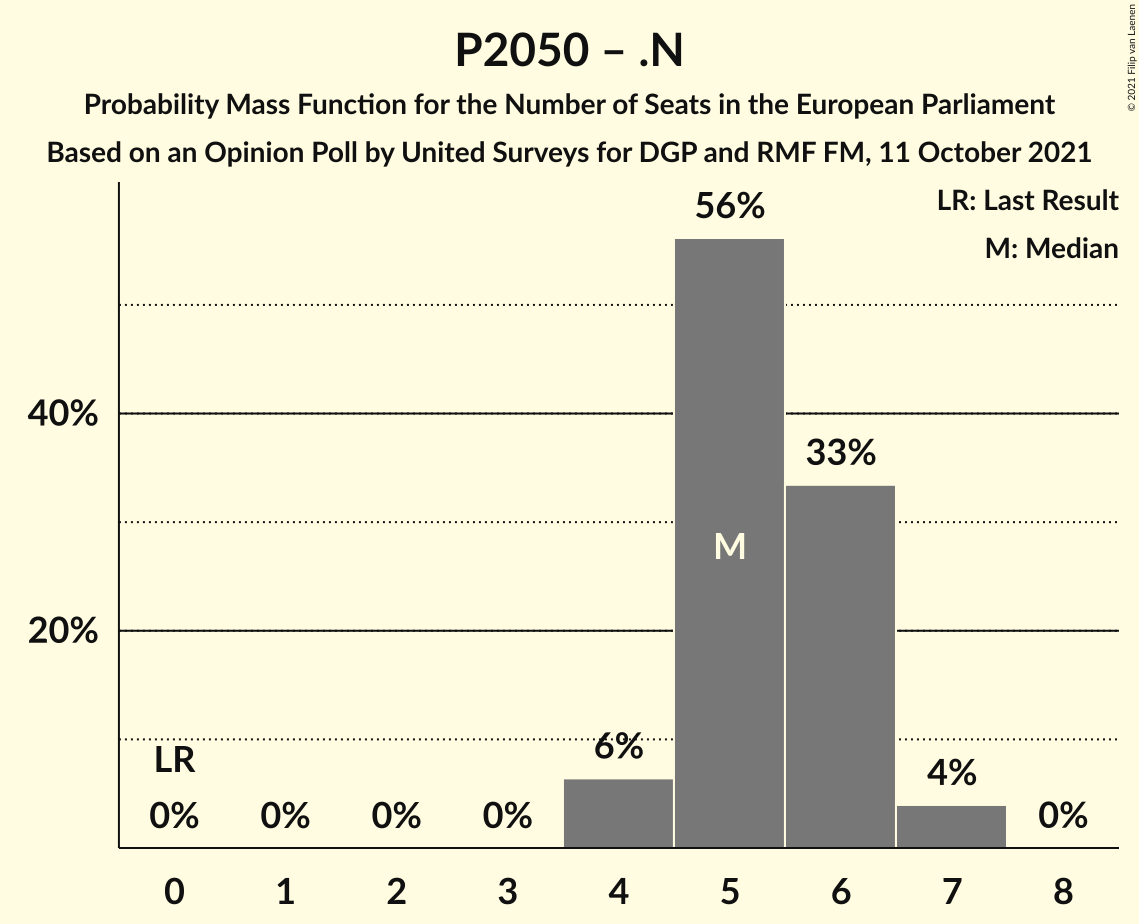 P2050 – .N
Probability Mass Function for the Number of Seats in the European Parliament
Based on an Opinion Poll by United Surveys for DGP and RMF FM, 11 October 2021
© 2021 Filip van Laenen
LR: Last Result
M: Median
56%
40%
33%
M
20%
6%
LR
4%
0% 0% 0% 0% 0%
0 1 2 3 4 5 6 7 8